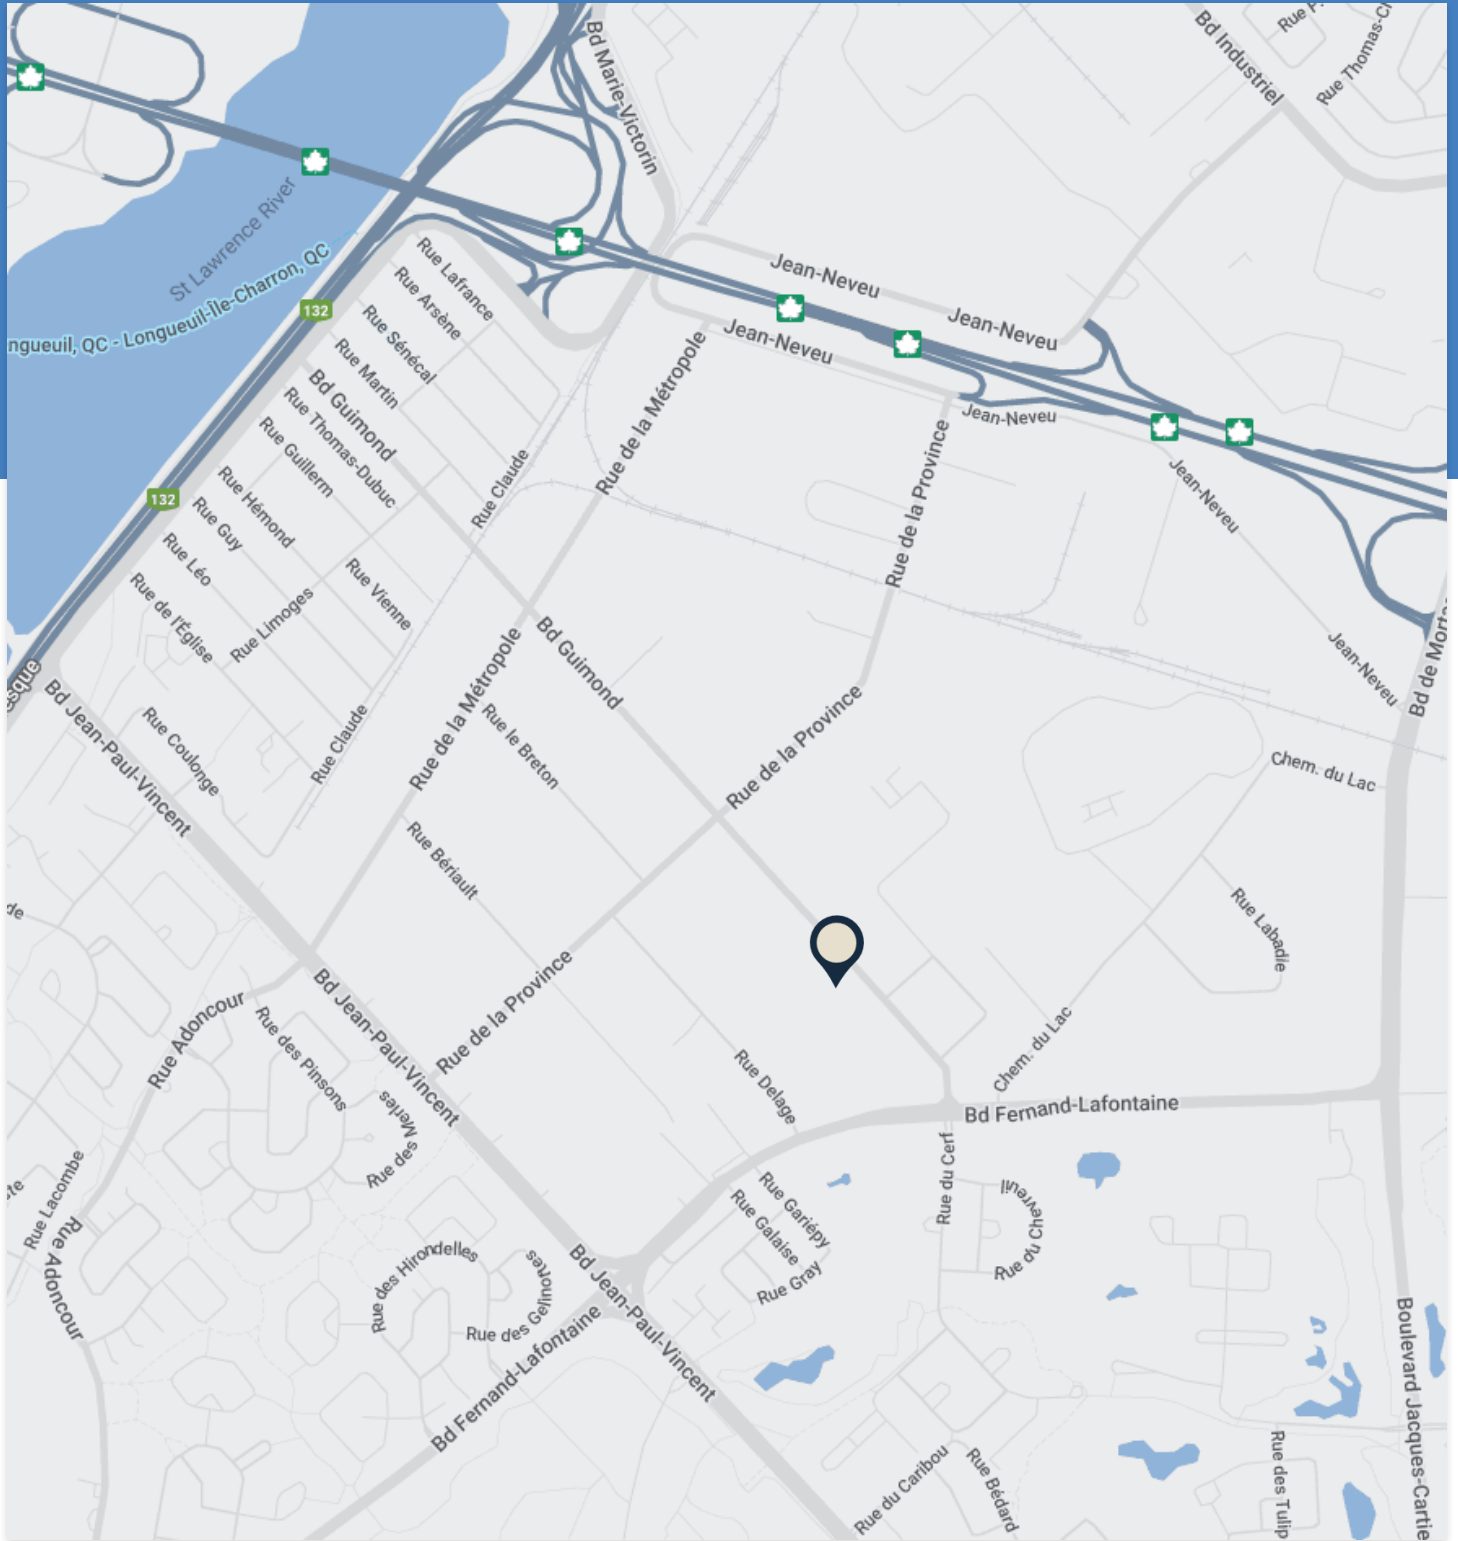 Bd Marie-Victorin
Bd Industriel
Rue Thomas-C
St Lawrence River
ngueuil, QC - Longueuil-Île-Charron, QC
132
132
Rue Lafrance
Rue Arsène
Rue Sénécal
Rue Martin
Bd Guimond
Rue Thomas-Dubuc
Rue Guillerm
Rue Hémond
Rue Guy
Rue Léo
Rue de l'Église
Rue Limoges
Rue Vienne
Rue Claude
Rue Claude
Rue de la Métropole
Rue de la Métropole
Jean-Neveu
Jean-Neveu
Jean-Neveu
Jean-Neveu
Jean-Neveu
Jean-Neveu
Rue de la Province
Rue de la Province
Rue de la Province
Bd Guimond
Bd de Morta
esque
Bd Jean-Paul-Vincent
Rue Coulonge
Rue le Breton
Rue Bériault
Chem. du Lac
Rue Labadie
Chem. du Lac
de
Bd Jean-Paul-Vincent
Rue Adoncour
Rue des Pinsons
Rue des Merles
Rue Delage
Bd Fernand-Lafontaine
Rue du Cerf
Rue du Chevreuil
Rue Lacombe
Rue Adoncour
Rue des Hirondelles
Rue des Gelinottes
Rue Gariépy
Rue Galaise
Rue Gray
Bd Jean-Paul-Vincent
Bd Fernand-Lafontaine
Boulevard Jacques-Cartie
Rue du Caribou
Rue Bédard
Rue des Tulip